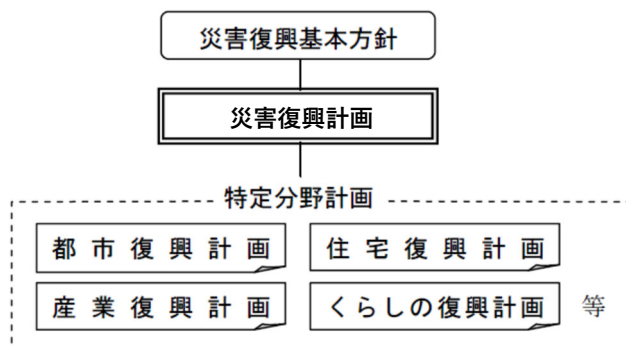 災害復興基本方針
災害復興計画
特定分野計画
都市復興計画
住宅復興計画
産業復興計画
くらしの復興計画
等